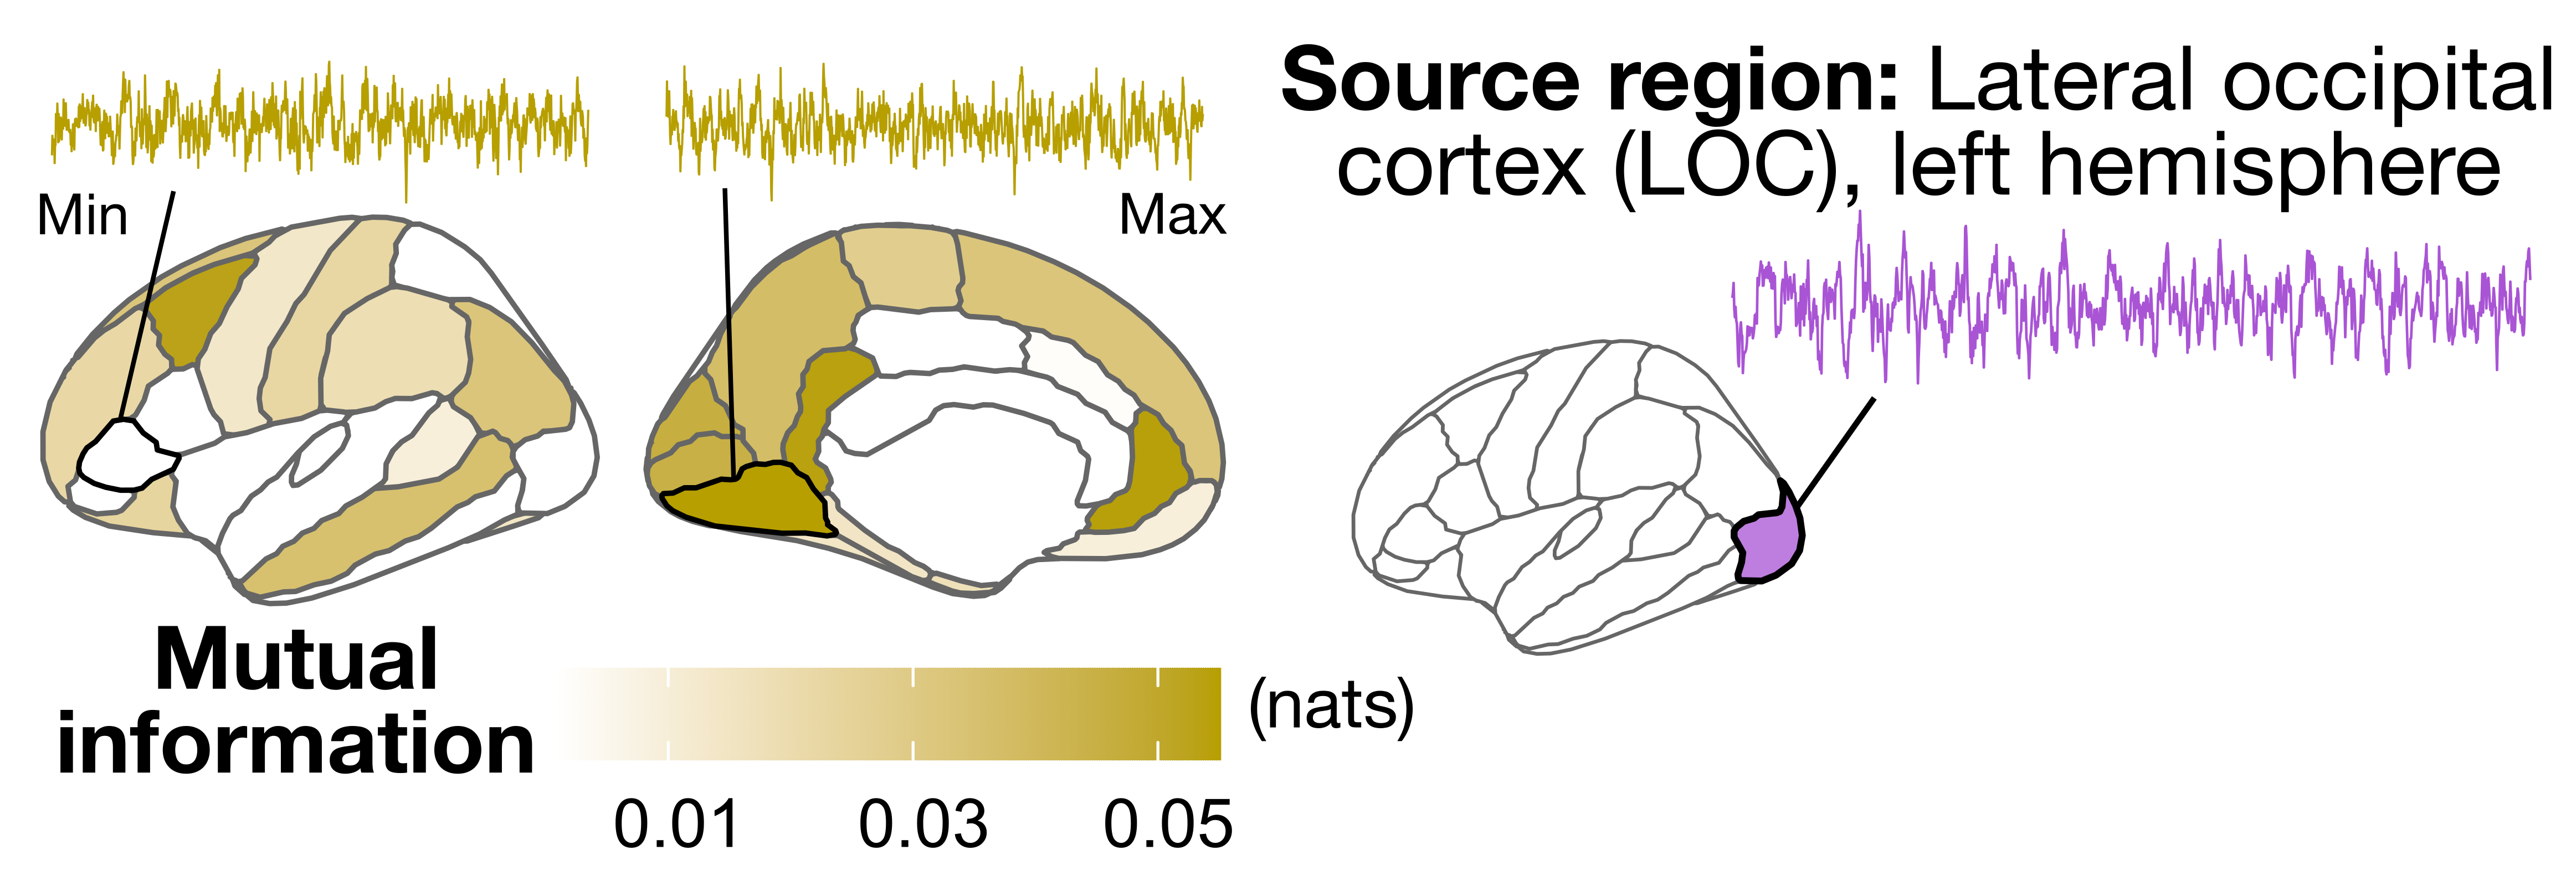 Source region: Lateral occipital
cortex (LOC), left hemisphere
Min
Max
Mutual
information
(nats)
0.01
0.03
0.05